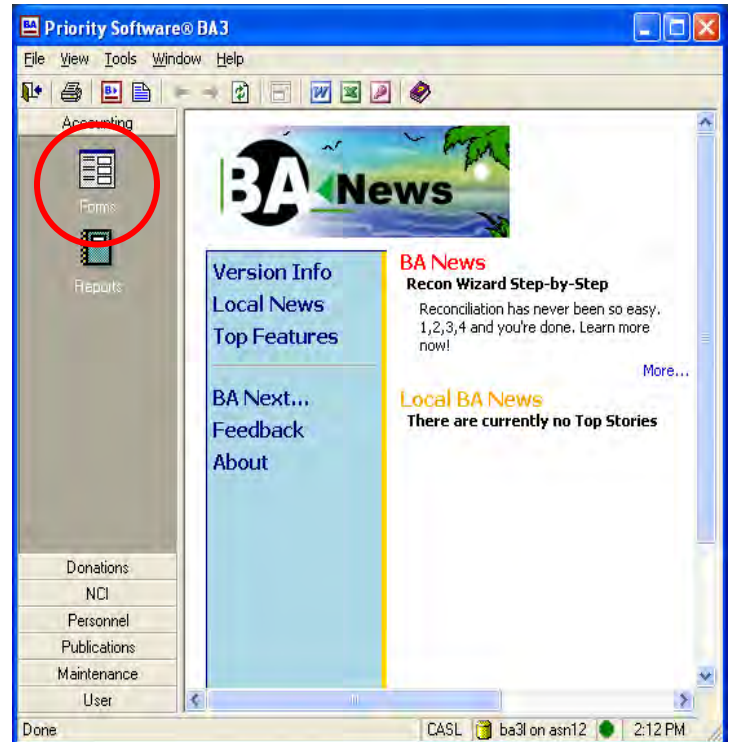 BA Priority Software® BA3
File View Tools Window Help
Accounting
Forms
Reports
BA News
Version Info
Local News
Top Features
BA Next...
Feedback
About
BA News
Recon Wizard Step-by-Step
Reconciliation has never been so easy.
1,2,3,4 and you're done. Learn more
now!
More...
Local BA News
There are currently no Top Stories
Donations
NCI
Personnel
Publications
Maintenance
User
Done CASL ba3l on asn12 2:12 PM